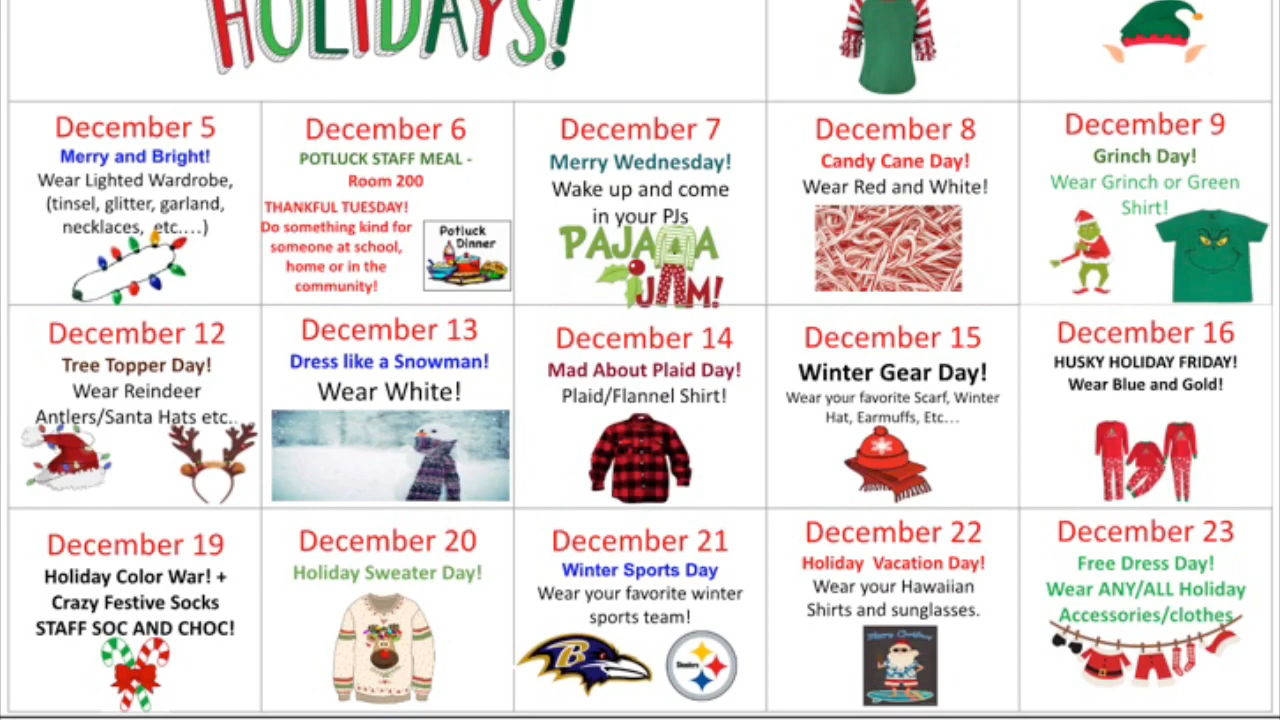 HOLIDAYS!
December 5
Merry and Bright!
Wear Lighted Wardrobe,
(tinsel, glitter, garland,
necklaces, etc....)
December 6
POTLUCK STAFF MEAL -
Room 200
THANKFUL TUESDAY!
Do something kind for
someone at school,
home or in the
community!
Potluck
Dinner
December 7
Merry Wednesday!
Wake up and come
in your PJs
PAJAMA
JAM!
December 8
Candy Cane Day!
Wear Red and White!
December 9
Grinch Day!
Wear Grinch or Green
Shirt!
December 12
Tree Topper Day!
Wear Reindeer
Antlers/Santa Hats etc...
December 13
Dress like a Snowman!
Wear White!
December 14
Mad About Plaid Day!
Plaid/Flannel Shirt!
December 15
Winter Gear Day!
Wear your favorite Scarf, Winter
Hat, Earmuffs, Etc...
December 16
HUSKY HOLIDAY FRIDAY!
Wear Blue and Gold!
December 19
Holiday Color War! +
Crazy Festive Socks
STAFF SOC AND CHOC!
December 20
Holiday Sweater Day!
December 21
Winter Sports Day
Wear your favorite winter
sports team!
B
Steelers
December 22
Holiday Vacation Day!
Wear your Hawaiian
Shirts and sunglasses.
Merry Christmas
December 23
Free Dress Day!
Wear ANY/ALL Holiday
Accessories/clothes